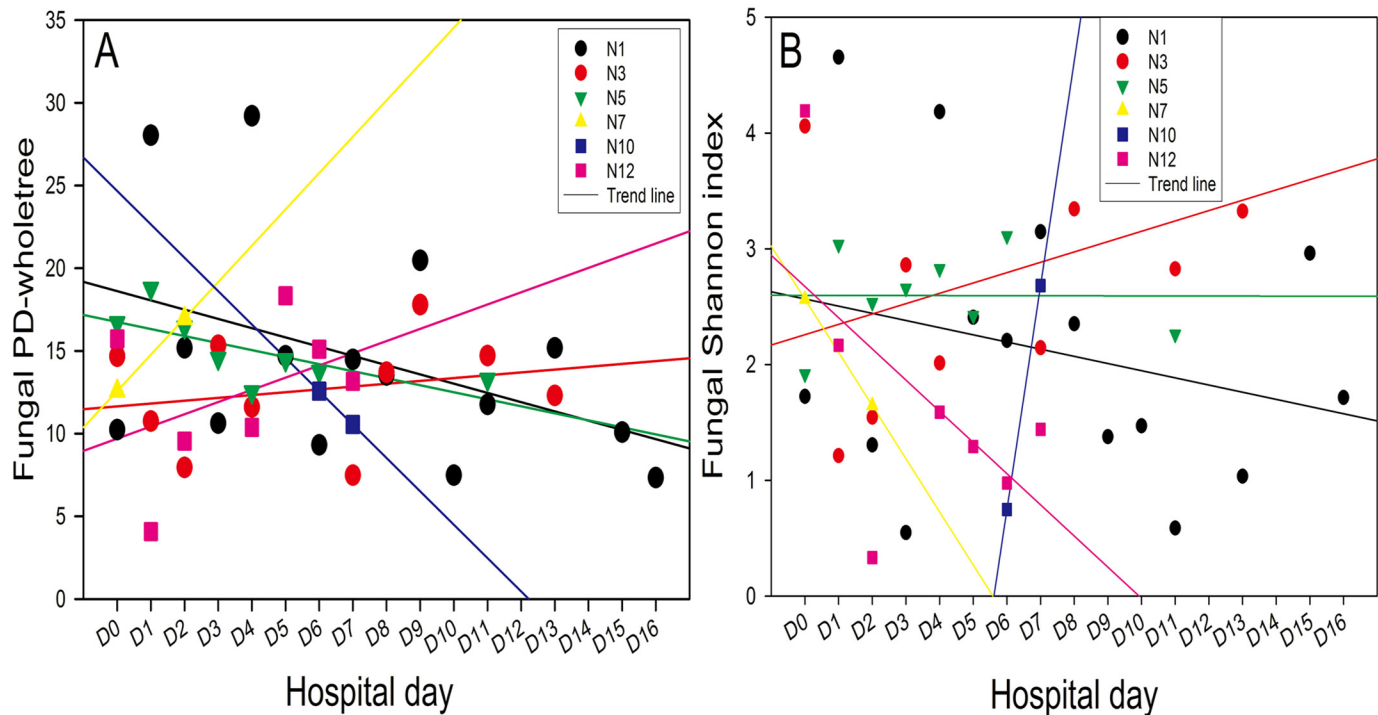 A
Fungal PD-wholetree
35
30
25
20
15
10
5
0
N1
N3
N5
N7
N10
N12
Trend line
D0 D1 D2 D3 D4 D5 D6 D7 D8 D9 D10 D11 D12 D13 D14 D15 D16
Hospital day
B
Fungal Shannon index
5
4
3
2
1
0
N1
N3
N5
N7
N10
N12
Trend line
D0 D1 D2 D3 D4 D5 D6 D7 D8 D9 D10 D11 D12 D13 D14 D15 D16
Hospital day